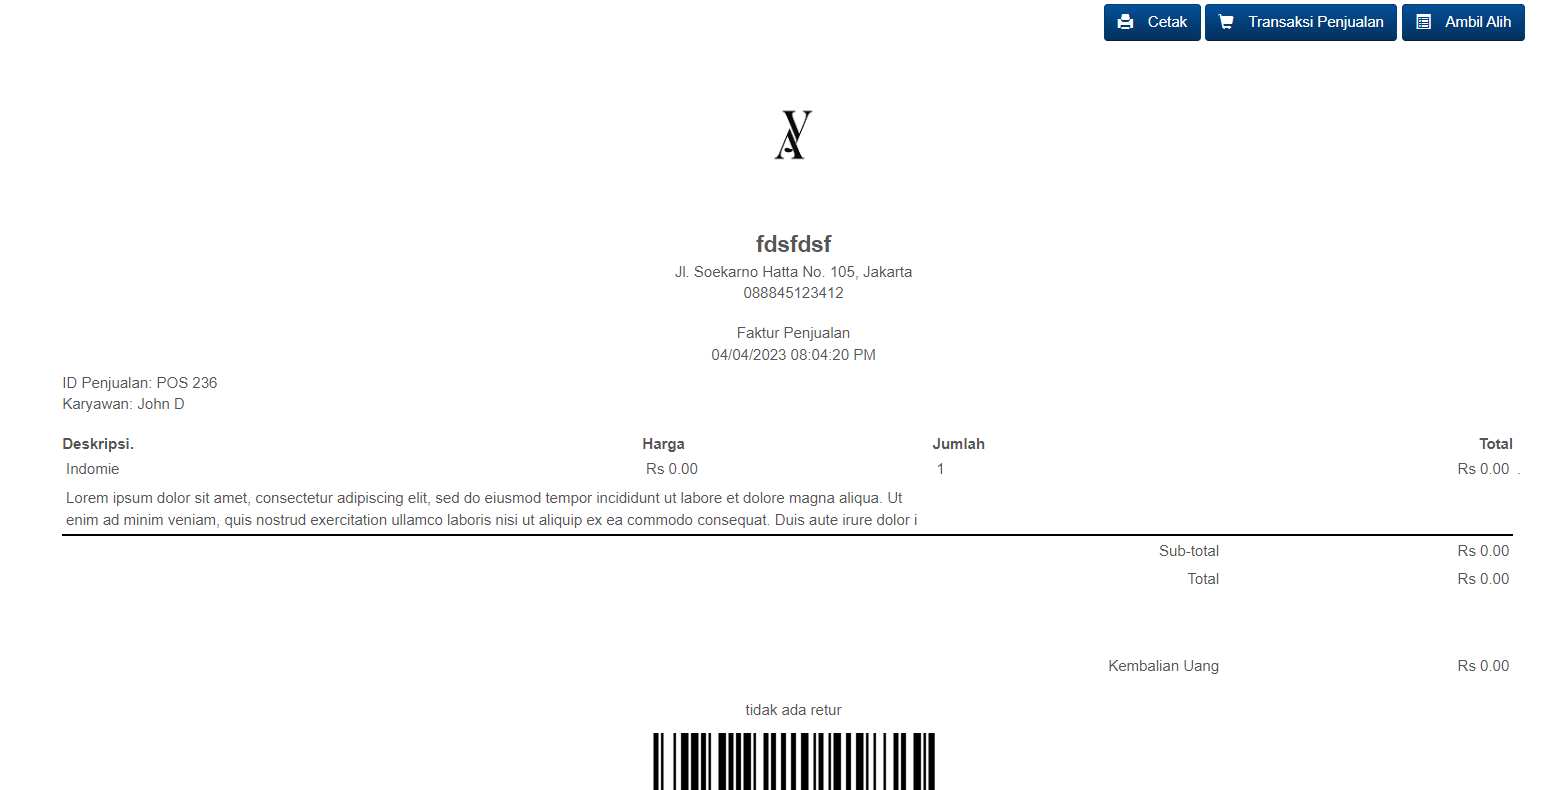 Cetak Transaksi Penjualan Ambil Alih
VA
fdsfdsf
Jl. Soekarno Hatta No. 105, Jakarta
088845123412
Faktur Penjualan
04/04/2023 08:04:20 PM
ID Penjualan: POS 236
Karyawan: John D
Deskripsi. Harga Jumlah Total
Indomie Rs 0.00 1 Rs 0.00 .
Lorem ipsum dolor sit amet, consectetur adipiscing elit, sed do eiusmod tempor incididunt ut labore et dolore magna aliqua. Ut
enim ad minim veniam, quis nostrud exercitation ullamco laboris nisi ut aliquip ex ea commodo consequat. Duis aute irure dolor i
Sub-total Rs 0.00
Total Rs 0.00
Kembalian Uang Rs 0.00
tidak ada retur